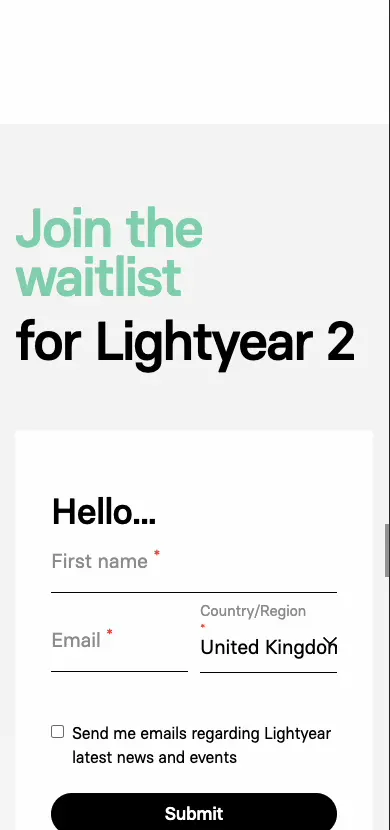 Join the
waitlist
for Lightyear 2
Hello...
First name *
Country/Region
*
Email *
United Kingdom
Send me emails regarding Lightyear
latest news and events
Submit